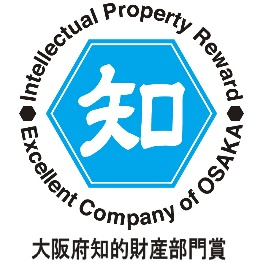 Intellectual Property Reward
知
Excellent Company of OSAKA
大阪府知的財産部門賞